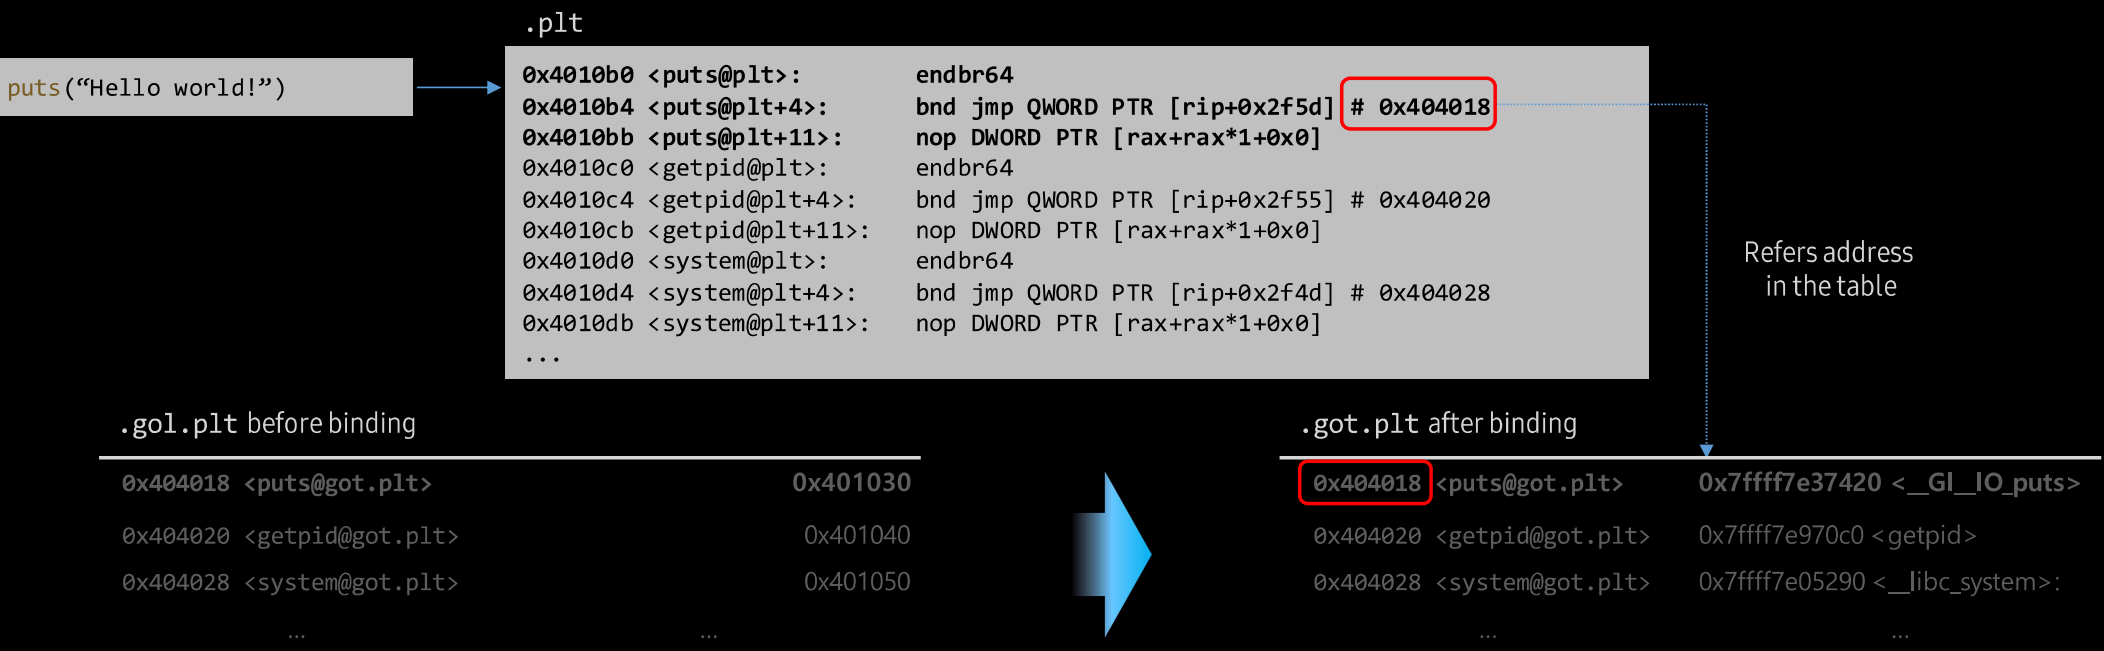 .plt
puts(“Hello world!”)
0x4010b0 <puts@plt>: endbr64
0x4010b4 <puts@plt+4>: bnd jmp QWORD PTR [rip+0x2f5d] # 0x404018
0x4010bb <puts@plt+11>: nop DWORD PTR [rax+rax*1+0x0]
0x4010c0 <getpid@plt>: endbr64
0x4010c4 <getpid@plt+4>: bnd jmp QWORD PTR [rip+0x2f55] # 0x404020
0x4010cb <getpid@plt+11>: nop DWORD PTR [rax+rax*1+0x0]
0x4010d0 <system@plt>: endbr64
0x4010d4 <system@plt+4>: bnd jmp QWORD PTR [rip+0x2f4d] # 0x404028
0x4010db <system@plt+11>: nop DWORD PTR [rax+rax*1+0x0]
...
Refers address
in the table
.gol.plt before binding
0x404018 <puts@got.plt> 0x401030
0x404020 <getpid@got.plt> 0x401040
0x404028 <system@got.plt> 0x401050
... ...
.got.plt after binding
0x404018 <puts@got.plt> 0x7ffff7e37420 <__GI__IO_puts>
0x404020 <getpid@got.plt> 0x7ffff7e970c0 <getpid>
0x404028 <system@got.plt> 0x7ffff7e05290 <__libc_system>:
... ...